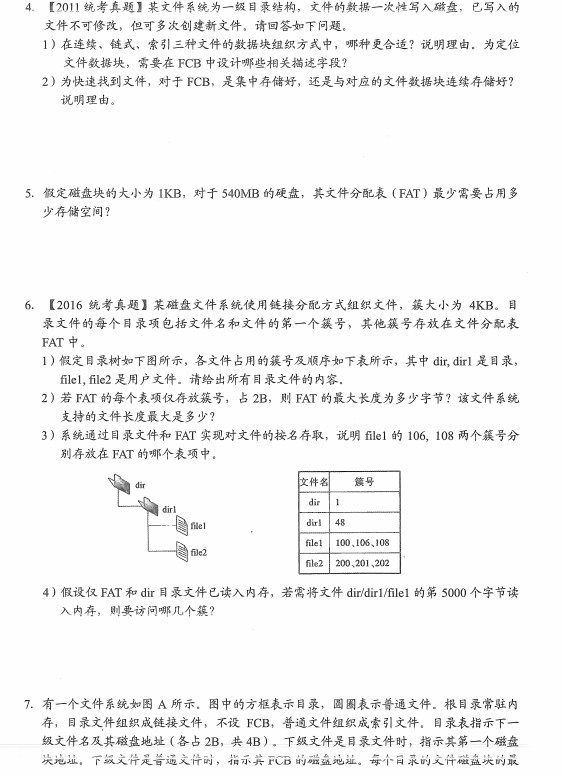 4. 【2011 统考真题】某文件系统为一级目录结构，文件的数据一次性写入磁盘，已写入的
文件不可修改，但可多次创建新文件。请回答如下问题。
1）在连续、链式、索引三种文件的数据块组织方式中，哪种更合适？说明理由。为定位
文件数据块，需要在 FCB 中设计哪些相关描述字段？
2）为快速找到文件，对于 FCB，是集中存储好，还是与对应的文件数据块连续存储好？
说明理由。
5. 假定磁盘块的大小为 1KB，对于 540MB 的硬盘，其文件分配表（FAT）最少需要占用多
少存储空间？
6. 【2016 统考真题】某磁盘文件系统使用链接分配方式组织文件，簇大小为 4KB。目
录文件的每个目录项包括文件名和文件的第一个簇号，其他簇号存放在文件分配表
FAT 中。
1）假定目录树如下图所示，各文件占用的簇号及顺序如下表所示，其中 dir, dir1 是目录，
file1, file2 是用户文件。请给出所有目录文件的内容。
2）若 FAT 的每个表项仅存放簇号，占 2B，则 FAT 的最大长度为多少字节？该文件系统
支持的文件长度最大是多少？
3）系统通过目录文件和 FAT 实现对文件的按名存取，说明 file1 的 106, 108 两个簇号分
别存放在 FAT 的哪个表项中。
dir
dir1
file1
file2
文件名 簇号
dir 1
dir1 48
file1 100、106、108
file2 200、201、202
4）假设仅 FAT 和 dir 目录文件已读入内存，若需将文件 dir/dir1/file1 的第 5000 个字节读
入内存，则要访问哪几个簇？
7. 有一个文件系统如图 A 所示。图中的方框表示目录，圆圈表示普通文件。根目录常驻内
存，目录文件组织成链接文件，不设 FCB，普通文件组织成索引文件。目录表指示下一
级文件名及其磁盘地址（各占 2B，共 4B）。下级文件是目录文件时，指示其第一个磁盘
块地址。下级文件是普通文件时，指示其 FCB 的磁盘地址。每个目录的文件磁盘块的最